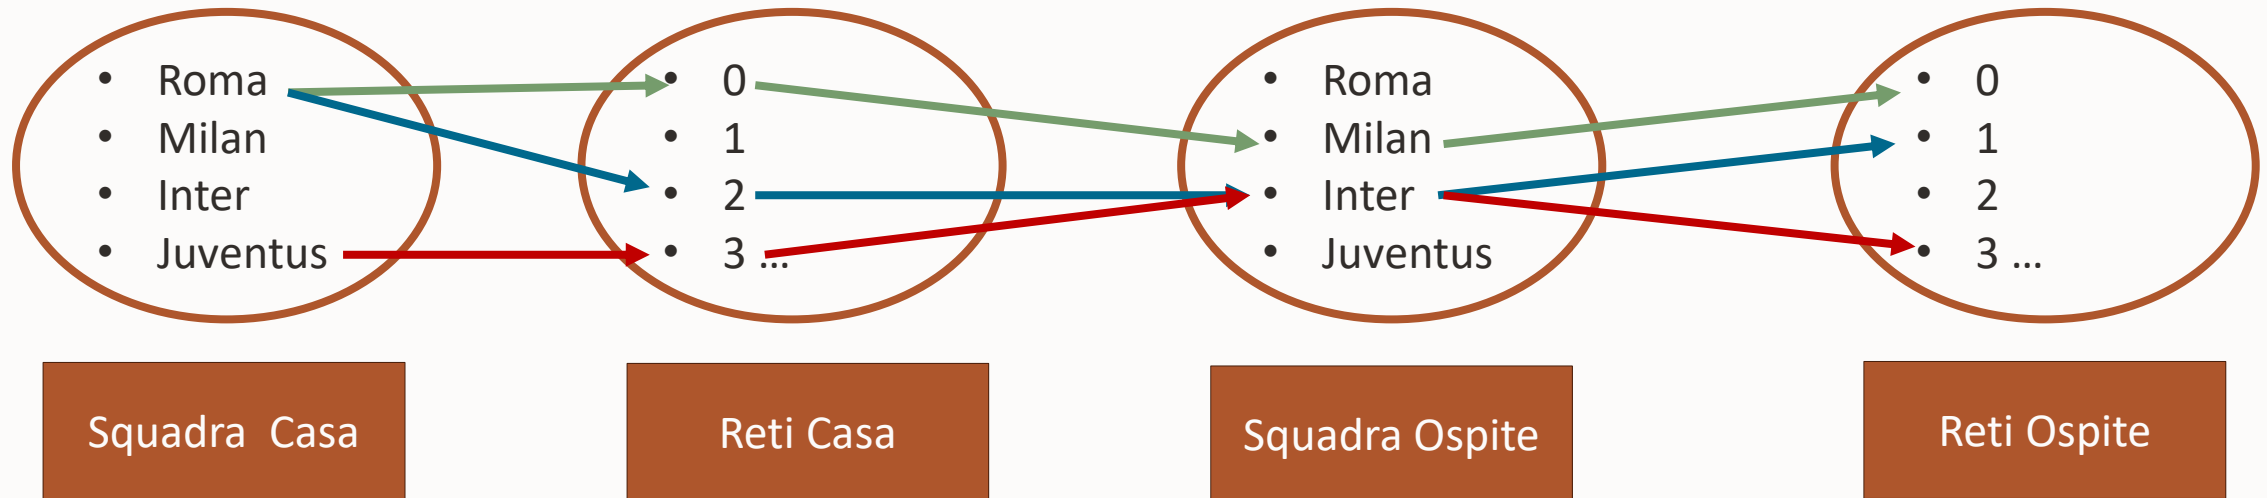 • Roma
• Milan
• Inter
• Juventus
• 0
• 1
• 2
• 3 ...
• Roma
• Milan
• Inter
• Juventus
• 0
• 1
• 2
• 3 ...
Squadra Casa
Reti Casa
Squadra Ospite
Reti Ospite